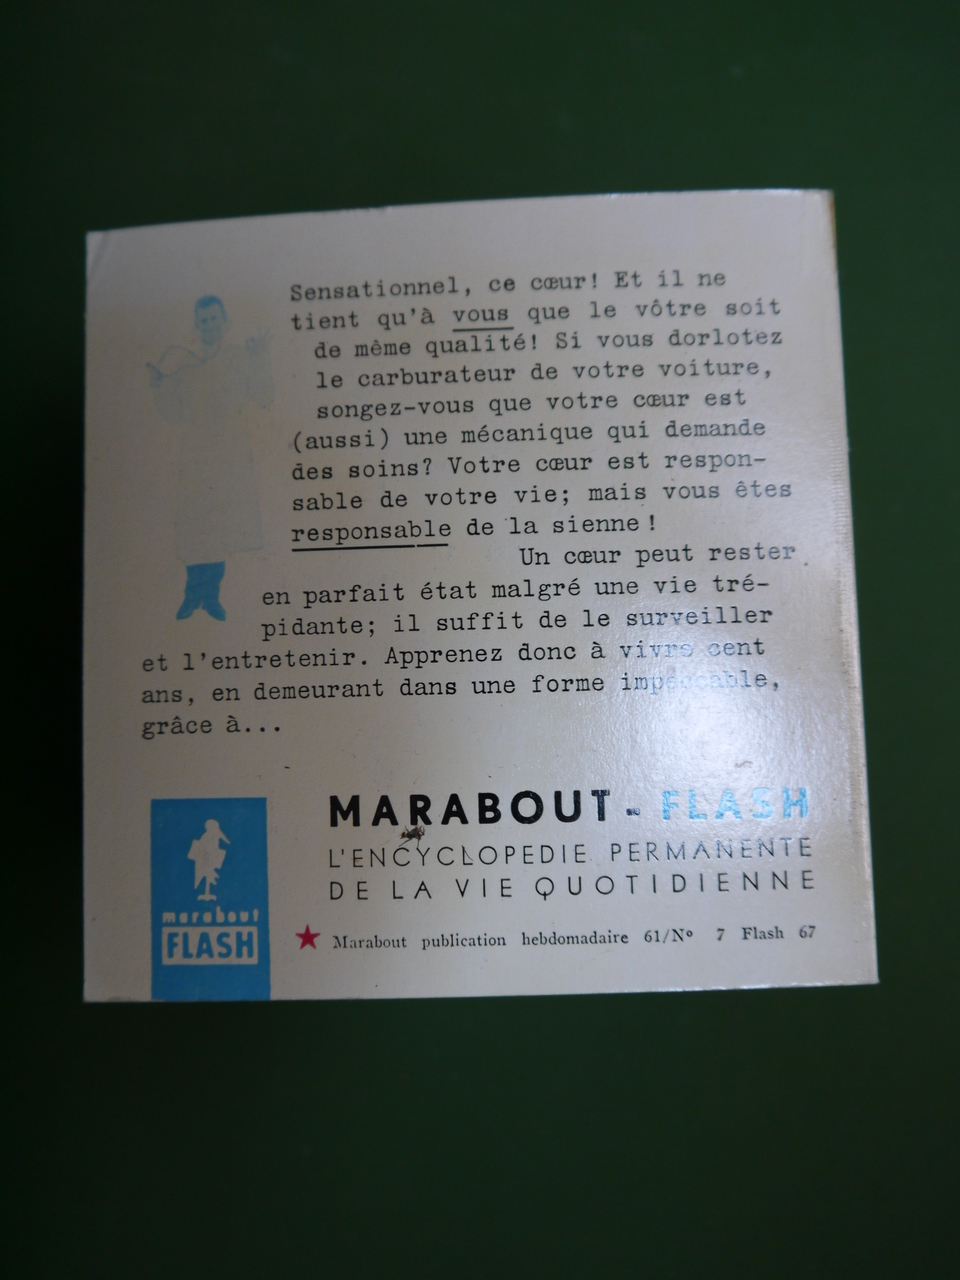 Sensationnel, ce cœur! Et il ne
tient qu'à vous que le vôtre soit
de même qualité! Si vous dorlotez
le carburateur de votre voiture,
songez-vous que votre cœur est
(aussi) une mécanique qui demande
des soins? Votre cœur est respon-
sable de votre vie; mais vous êtes
responsable de la sienne!
Un cœur peut rester
en parfait état malgré une vie tré-
pidante; il suffit de le surveiller
et l'entretenir. Apprenez donc à vivre cent
ans, en demeurant dans une forme impeccable,
grâce à...
MARABOUT - FLASH
L'ENCYCLOPEDIE PERMANENTE
DE LA VIE QUOTIDIENNE
marabout
FLASH
★ Marabout publication hebdomadaire 61/Nº 7 Flash 67